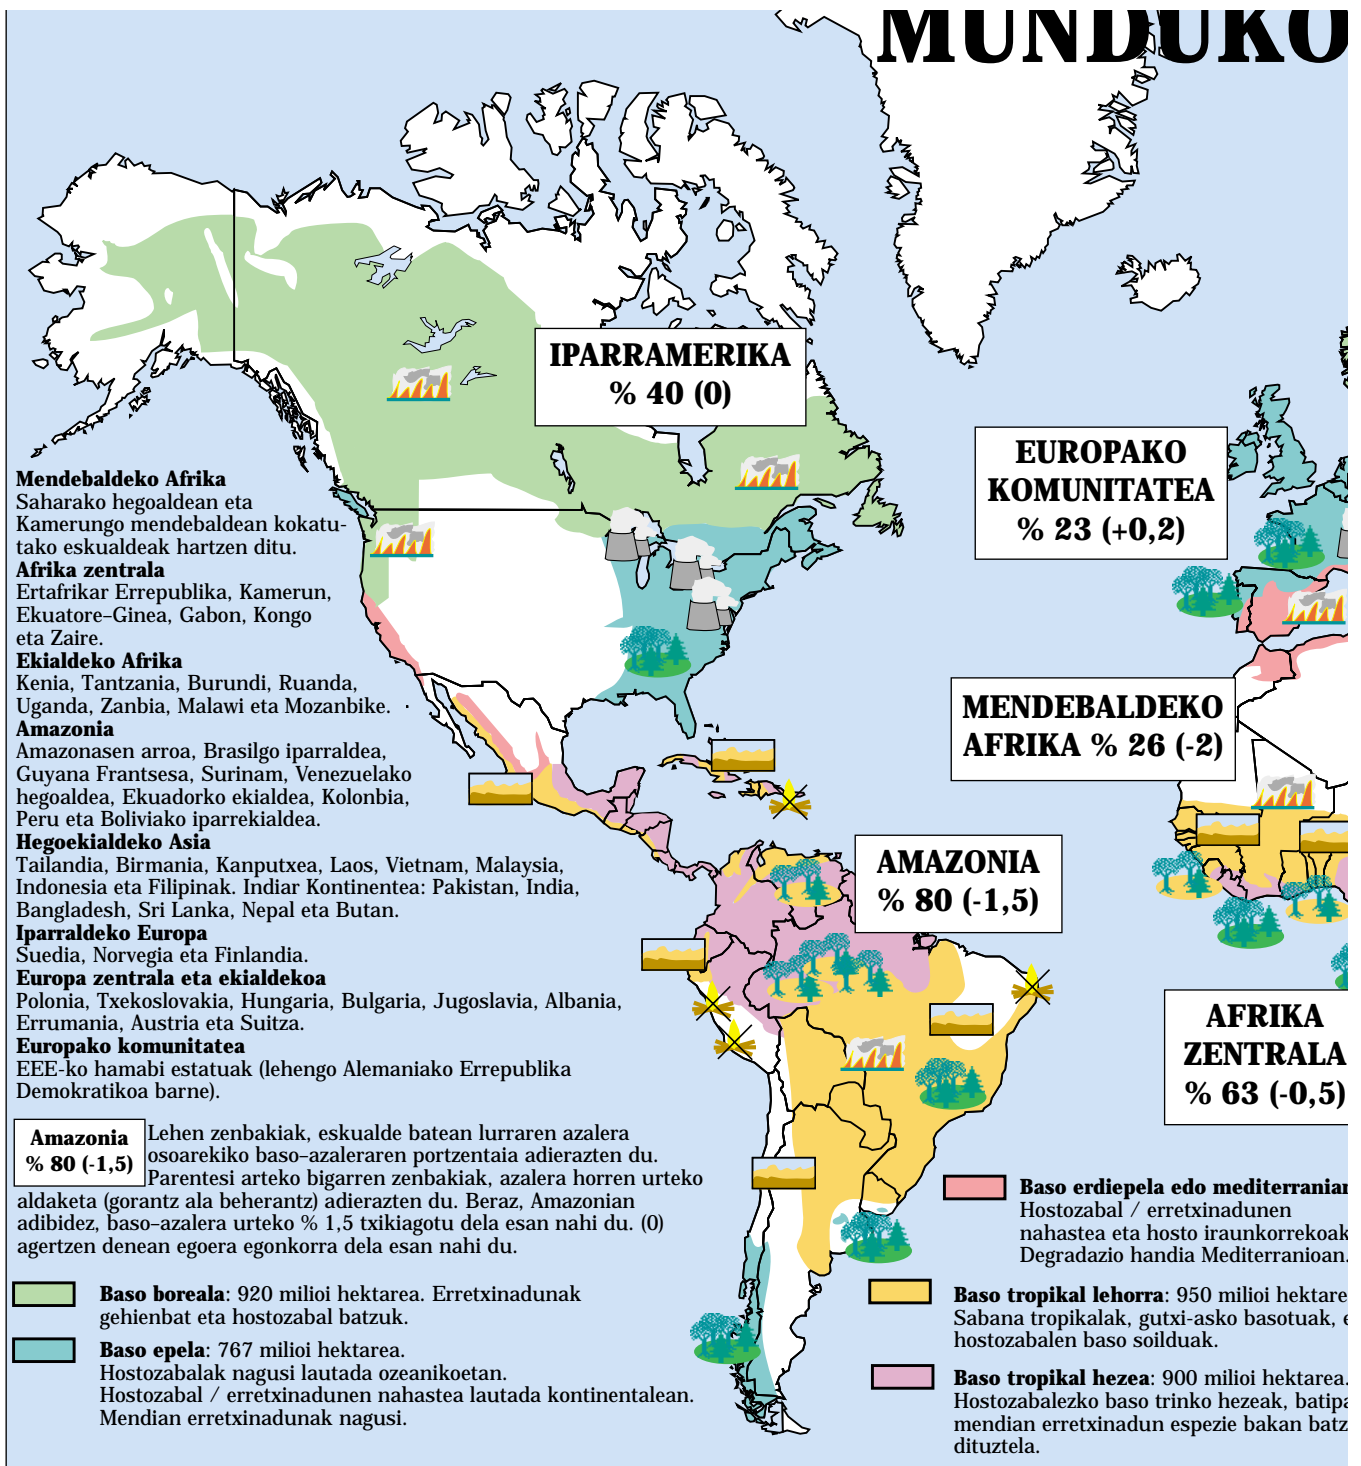 MUNDUKO
IPARRAMERIKA
% 40 (0)
EUROPAKO
KOMUNITATEA
% 23 (+0,2)
MENDEBALDEKO
AFRIKA % 26 (-2)
AMAZONIA
% 80 (-1,5)
AFRIKA
ZENTRALA
% 63 (-0,5)
Mendebaldeko Afrika
Saharako hegoaldean eta
Kamerungo mendebaldean kokatu-
tako eskualdeak hartzen ditu.
Afrika zentrala
Ertafrikar Errepublika, Kamerun,
Ekuatore-Ginea, Gabon, Kongo
eta Zaire.
Ekialdeko Afrika
Kenia, Tantzania, Burundi, Ruanda,
Uganda, Zanbia, Malawi eta Mozanbike.
Amazonia
Amazonasen arroa, Brasilgo iparraldea,
Guyana Frantsesa, Surinam, Venezuelako
hegoaldea, Ekuadorko ekialdea, Kolonbia,
Peru eta Boliviako iparrekialdea.
Hegoekialdeko Asia
Tailandia, Birmania, Kanputxea, Laos, Vietnam, Malaysia,
Indonesia eta Filipinak. Indiar Kontinentea: Pakistan, India,
Bangladesh, Sri Lanka, Nepal eta Butan.
Iparraldeko Europa
Suedia, Norvegia eta Finlandia.
Europa zentrala eta ekialdekoa
Polonia, Txekoslovakia, Hungaria, Bulgaria, Jugoslavia, Albania,
Errumania, Austria eta Suitza.
Europako komunitatea
EEE-ko hamabi estatuak (lehengo Alemaniako Errepublika
Demokratikoa barne).
Amazonia
% 80 (-1,5)
Lehen zenbakiak, eskualde batean lurraren azalera
osoarekiko baso-azaleraren portzentaia adierazten du.
Parentesi arteko bigarren zenbakiak, azalera horren urteko
aldaketa (gorantz ala beherantz) adierazten du. Beraz, Amazonian
adibidez, baso-azalera urteko % 1,5 txikiagotu dela esan nahi du. (0)
agertzen denean egoera egonkorra dela esan nahi du.
Baso boreala: 920 milioi hektarea. Erretxinadunak
gehienbat eta hostozabal batzuk.
Baso epela: 767 milioi hektarea.
Hostozabalak nagusi lautada ozeanikoetan.
Hostozabal / erretxinadunen nahastea lautada kontinentalean.
Mendian erretxinadunak nagusi.
Baso erdiepela edo mediterraniar
Hostozabal / erretxinadunen
nahastea eta hosto iraunkorrekoak
Degradazio handia Mediterranioan.
Baso tropikal lehorra: 950 milioi hektare
Sabana tropikalak, gutxi-asko basotuak, e
hostozabalen baso soilduak.
Baso tropikal hezea: 900 milioi hektarea.
Hostozabalezko baso trinko hezeak, batipa
mendian erretxinadun espezie bakan batz
dituztela.